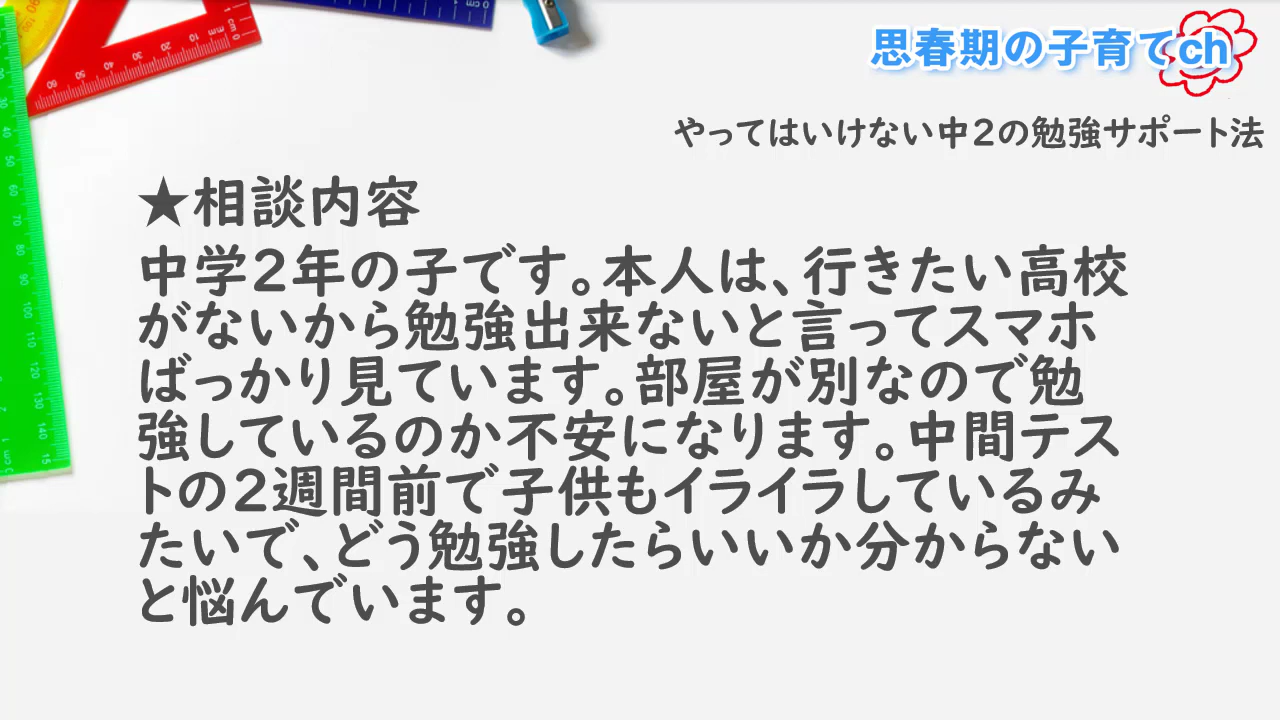 思春期の子育てch
やってはいけない中2の勉強サポート法
★相談内容
中学2年の子です。本人は、行きたい高校
がないから勉強出来ないと言ってスマホ
ばっかり見ています。部屋が別なので勉
強しているのか不安になります。中間テス
トの2週間前で子供もイライラしているみ
たいで、どう勉強したらいいか分からない
と悩んでいます。